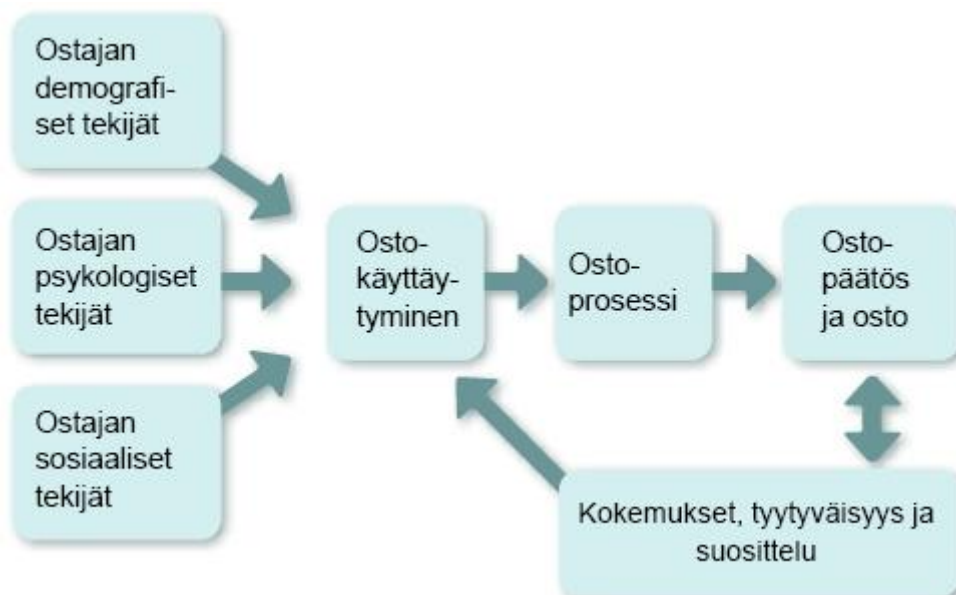 Ostajan
demografi-
set tekijät
Ostajan
psykologiset
tekijät
Ostajan
sosiaaliset
tekijät
Osto-
käyttäy-
tyminen
Osto-
prosessi
Osto-
päätös
ja osto
Kokemukset, tyytyväisyys ja
suosittelu